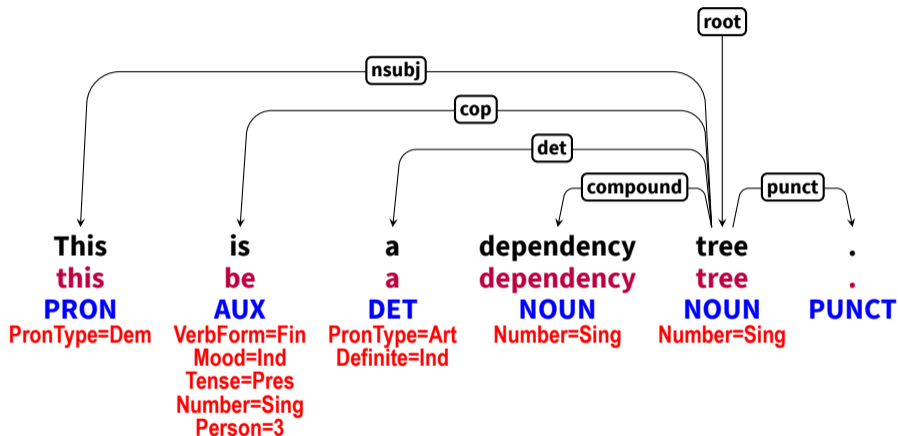 root
nsubj
cop
det
compound punct
This is a dependency tree .
this be a dependency tree .
PRON AUX DET NOUN NOUN PUNCT
PronType=Dem VerbForm=Fin PronType=Art Number=Sing Number=Sing
Mood=Ind Definite=Ind
Tense=Pres
Number=Sing
Person=3